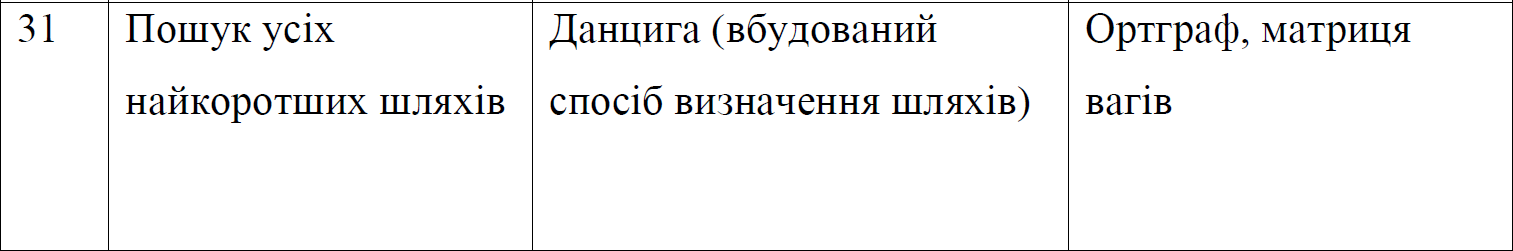 31
Пошук усіх
найкоротших шляхів
Данцига (вбудований
спосіб визначення шляхів)
Ортграф, матриця
вагів